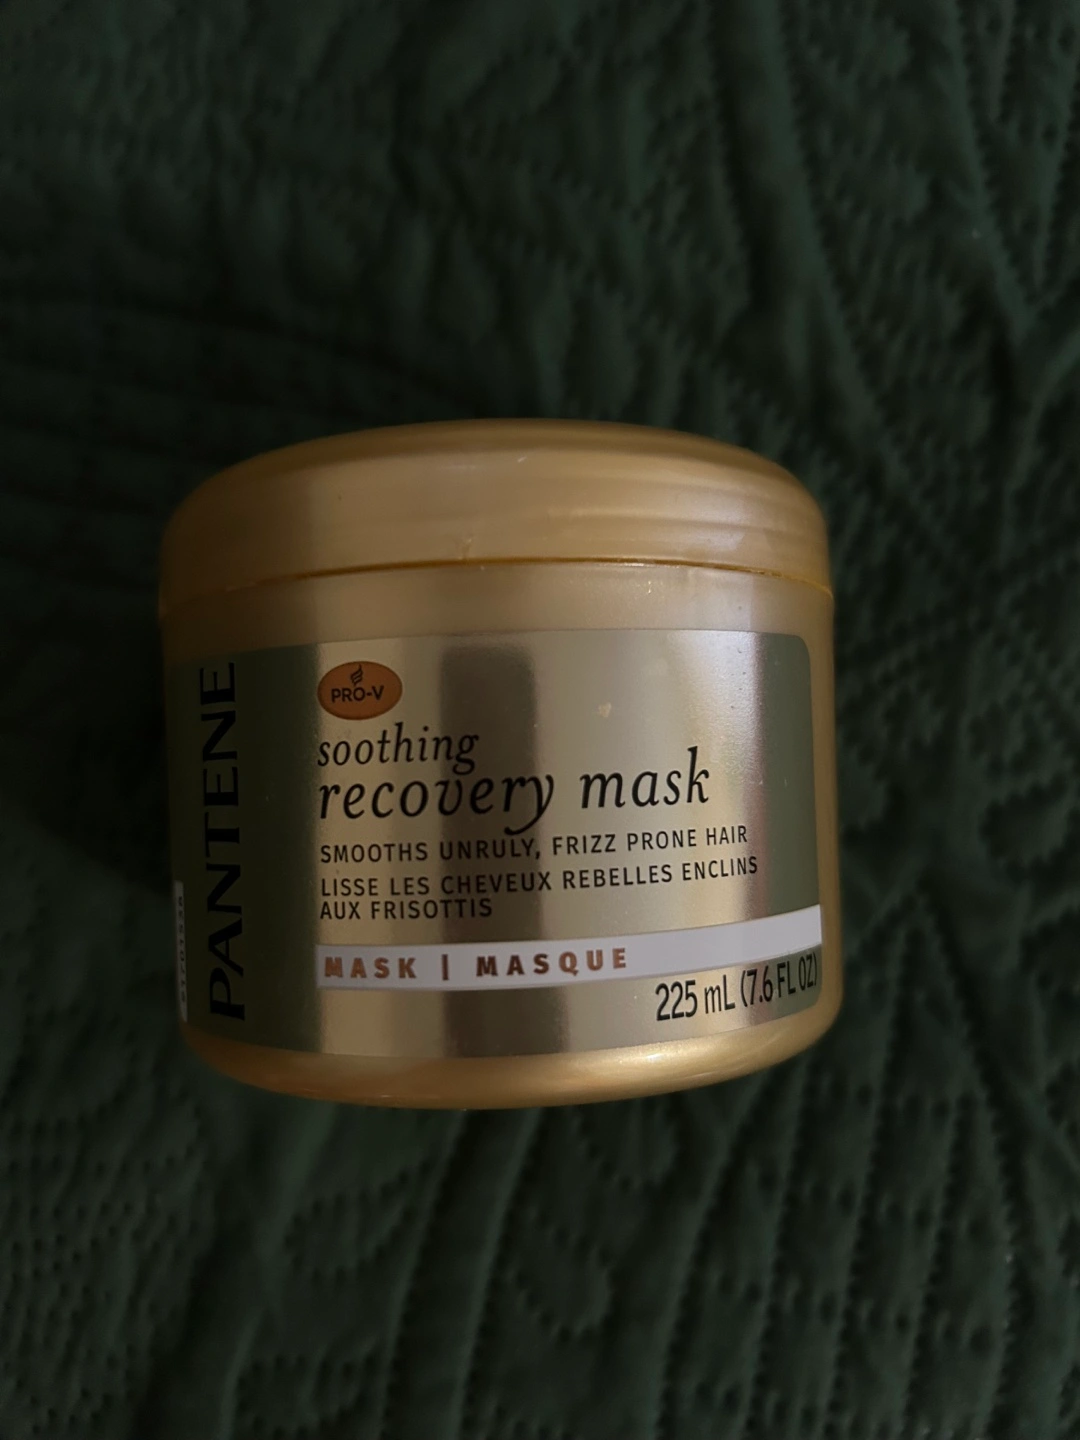 PANTENE
PRO-V
soothing
recovery mask
SMOOTHS UNRULY, FRIZZ PRONE HAIR
LISSE LES CHEVEUX REBELLES ENCLINS
AUX FRISOTTIS
MASK | MASQUE
225 mL (7.6 FL OZ)